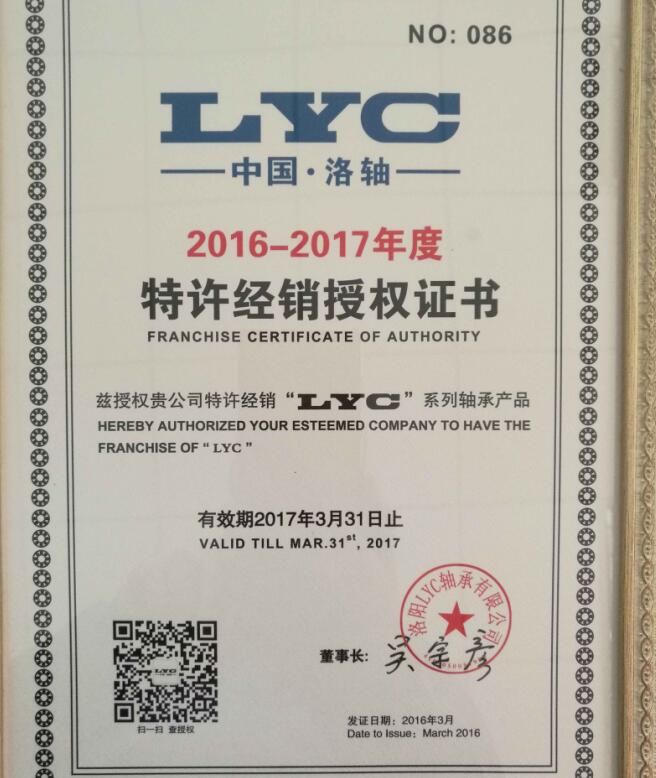 NO: 086
LYC
中国·洛轴
2016-2017年度
特许经销授权证书
FRANCHISE CERTIFICATE OF AUTHORITY
兹授权贵公司特许经销“LYC”系列轴承产品
HEREBY AUTHORIZED YOUR ESTEEMED COMPANY TO HAVE THE
FRANCHISE OF “ LYC ”
有效期2017年3月31日止
VALID TILL MAR.31st, 2017
洛阳LYC轴承有限公司
董事长: 吴宗彦
LYC
扫一扫 查授权
发证日期: 2016年3月
Date to Issue: March 2016